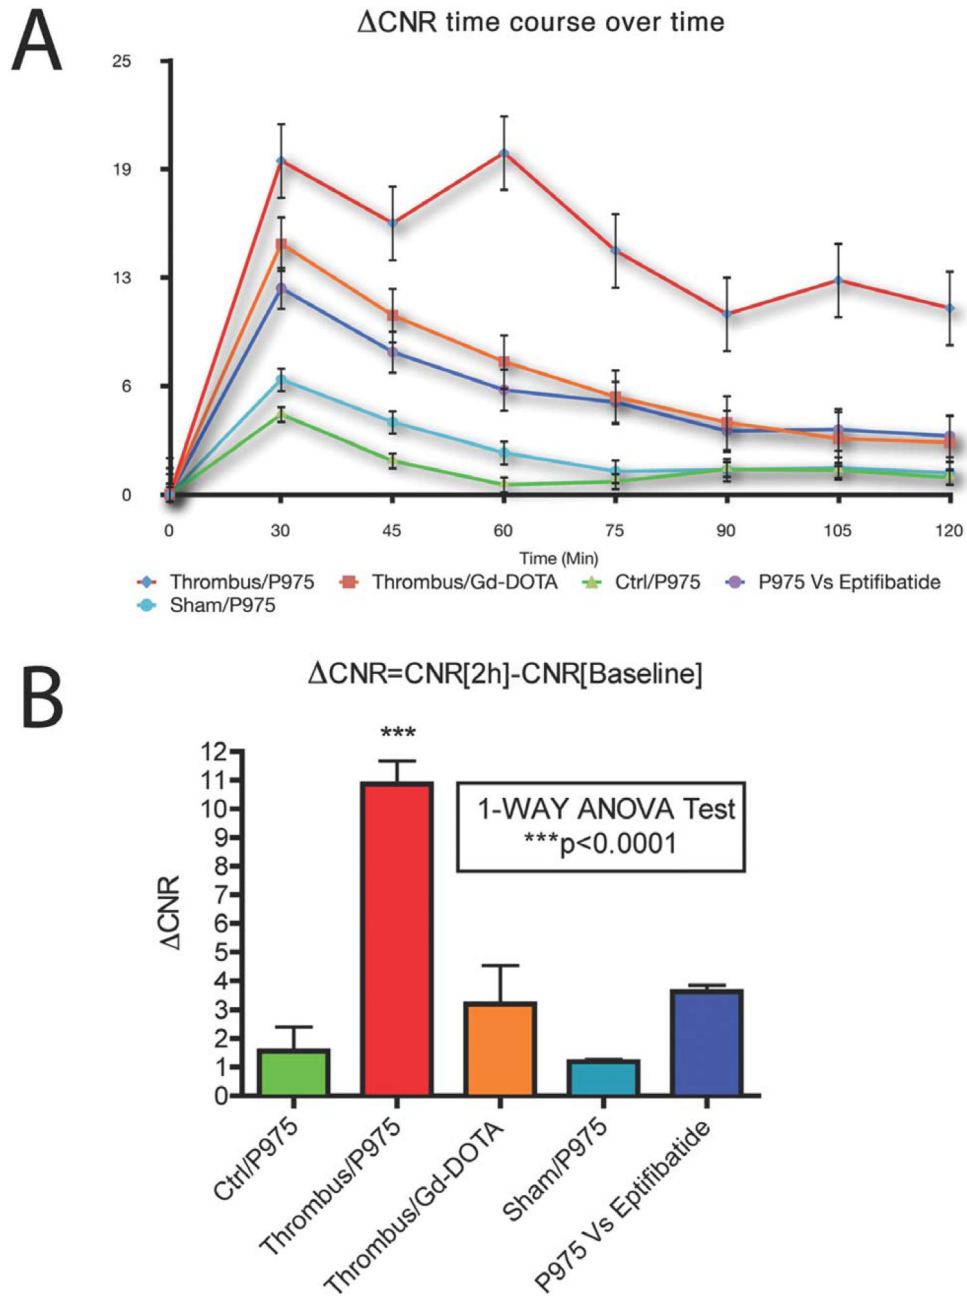 A
ΔCNR time course over time
25
19
13
6
0
0 30 45 60 75 90 105 120
Time (Min)
Thrombus/P975 Thrombus/Gd-DOTA Ctrl/P975 P975 Vs Eptifibatide
Sham/P975
B
ΔCNR=CNR[2h]-CNR[Baseline]
***
12
11
10
9
8
7
6
5
4
3
2
1
0
ΔCNR
1-WAY ANOVA Test
***p<0.0001
Ctrl/P975
Thrombus/P975
Thrombus/Gd-DOTA
Sham/P975
P975 Vs Eptifibatide